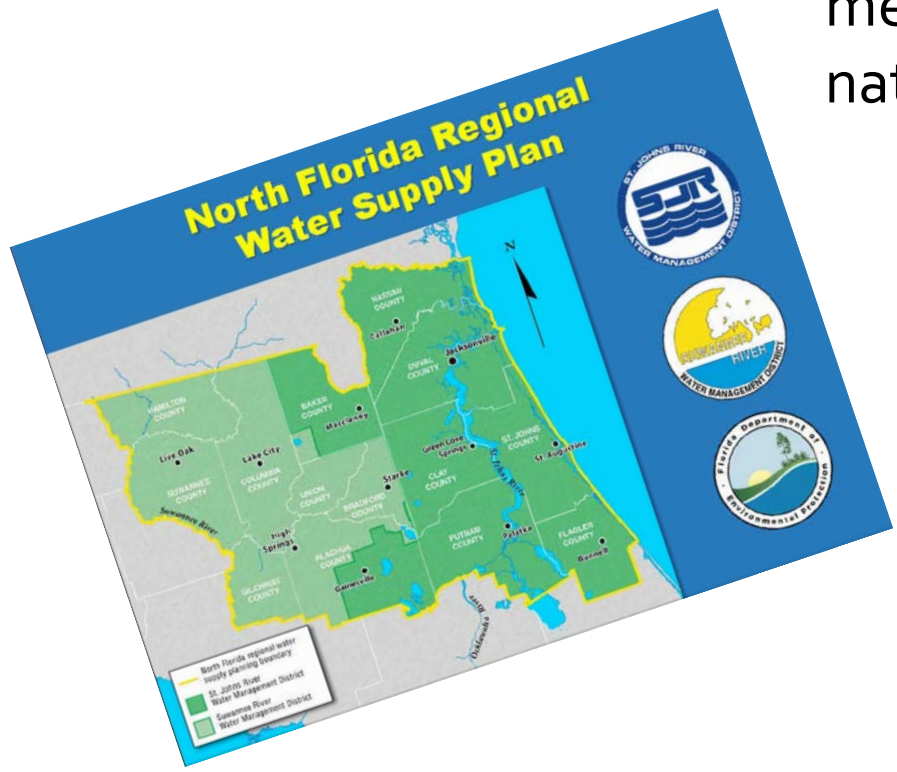 me
nat
North Florida Regional
Water Supply Plan
ST. JOHNS RIVER
SJR
WATER MANAGEMENT DISTRICT
SUWANNEE
RIVER
WATER MANAGEMENT DISTRICT
Florida Department of
Environmental Protection
N
NASSAU
COUNTY
Callahan
Jacksonville
DUVAL
COUNTY
BAKER
COUNTY
Macclenny
HAMILTON
COUNTY
Live Oak
Lake City
COLUMBIA
COUNTY
SUWANNEE
COUNTY
Suwannee River
UNION
COUNTY
BRADFORD
COUNTY
Starke
Green Cove
Springs
CLAY
COUNTY
ST. JOHNS
COUNTY
St. Augustine
St. Johns River
High
Springs
ALACHUA
COUNTY
Gainesville
GILCHRIST
COUNTY
PUTNAM
COUNTY
Palatka
FLAGLER
COUNTY
Bunnell
Ocklawaha River
North Florida regional water
supply planning boundary
St. Johns River
Water Management District
Suwannee River
Water Management District